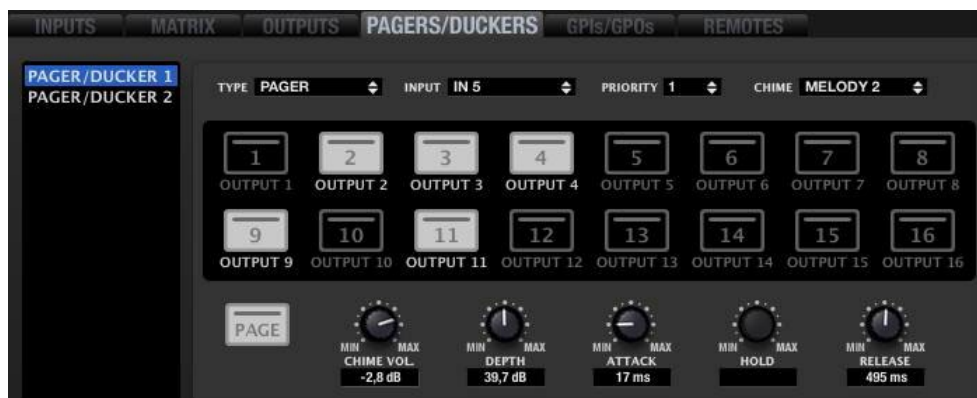 INPUTS MATRIX OUTPUTS PAGERS/DUCKERS GPIs/GPOs REMOTES
PAGER/DUCKER 1
PAGER/DUCKER 2
TYPE PAGER INPUT IN 5 PRIORITY 1 CHIME MELODY 2
1 2 3 4 5 6 7 8
OUTPUT 1 OUTPUT 2 OUTPUT 3 OUTPUT 4 OUTPUT 5 OUTPUT 6 OUTPUT 7 OUTPUT 8
9 10 11 12 13 14 15 16
OUTPUT 9 OUTPUT 10 OUTPUT 11 OUTPUT 12 OUTPUT 13 OUTPUT 14 OUTPUT 15 OUTPUT 16
PAGE
MIN MAX MIN MAX MIN MAX MIN MAX MIN MAX
CHIME VOL. DEPTH ATTACK HOLD RELEASE
-2,8 dB 39,7 dB 17 ms 495 ms